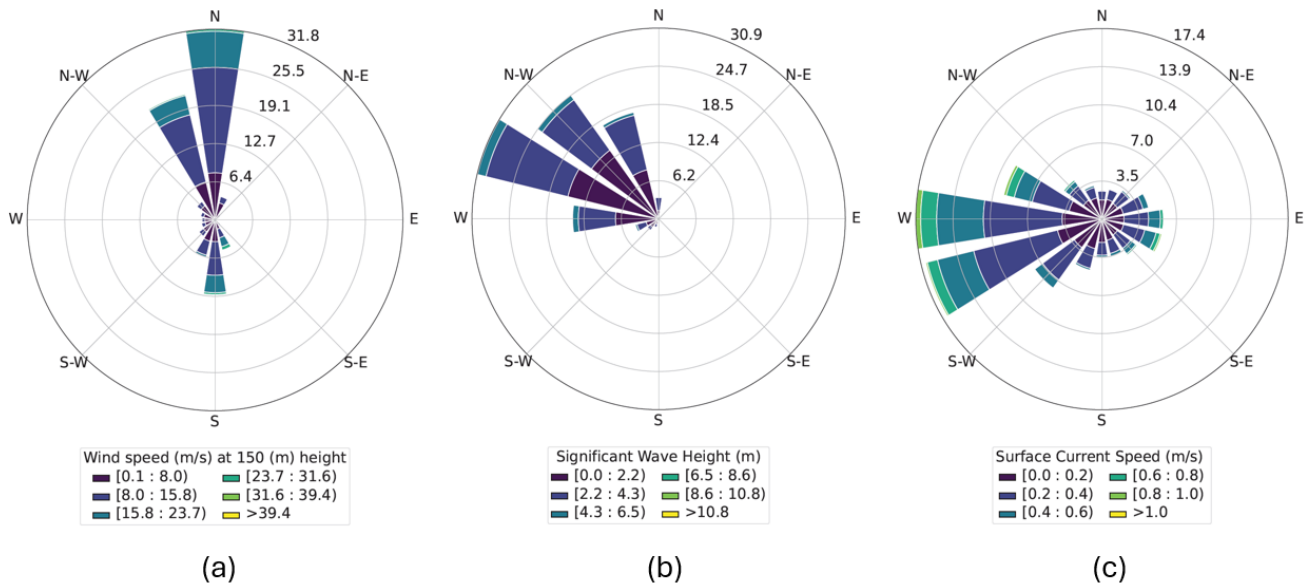 N
31.8
25.5
19.1
12.7
6.4
N-W
N-E
W
E
S-W
S-E
S
Wind speed (m/s) at 150 (m) height
[0.1 : 8.0)
[8.0 : 15.8)
[15.8 : 23.7)
[23.7 : 31.6)
[31.6 : 39.4)
>39.4
(a)
N
30.9
24.7
18.5
12.4
6.2
N-W
N-E
W
E
S-W
S-E
S
Significant Wave Height (m)
[0.0 : 2.2)
[2.2 : 4.3)
[4.3 : 6.5)
[6.5 : 8.6)
[8.6 : 10.8)
>10.8
(b)
N
17.4
13.9
10.4
7.0
3.5
N-W
N-E
W
E
S-W
S-E
S
Surface Current Speed (m/s)
[0.0 : 0.2)
[0.2 : 0.4)
[0.4 : 0.6)
[0.6 : 0.8)
[0.8 : 1.0)
>1.0
(c)